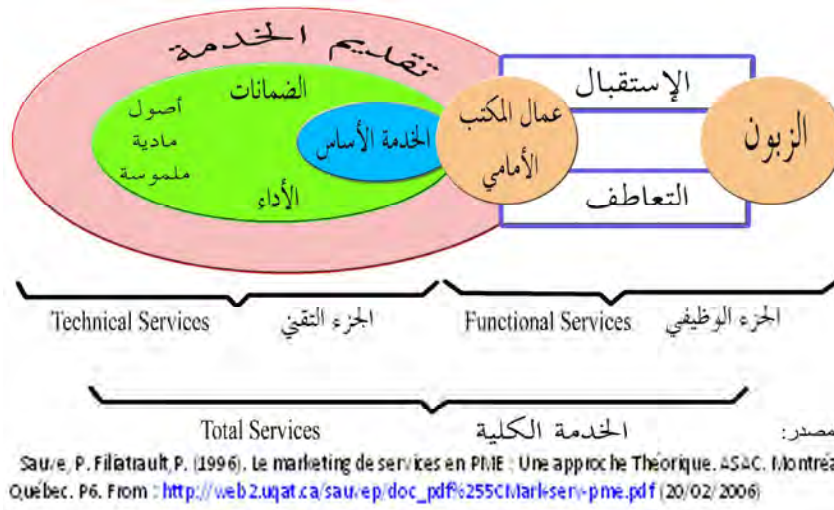 تقديم الخدمة
الضمانات
أصول
مادية
ملموسة
الأداء
الخدمة الأساس
عمال المكتب
الأمامي
الإستقبال
التعاطف
الزبون
Technical Services الجزء التقني
Functional Services الجزء الوظيفي
Total Services الخدمة الكلية
مصدر:
Sauve, P. Filiatrault, P. (1996). Le marketing de services en PME : Une approche Théorique. ASAC. Montréa
Québec. P6. From : http://web2.uqat.ca/sauvep/doc_pdf%255CMark-serv-pme.pdf (20/02/2006)